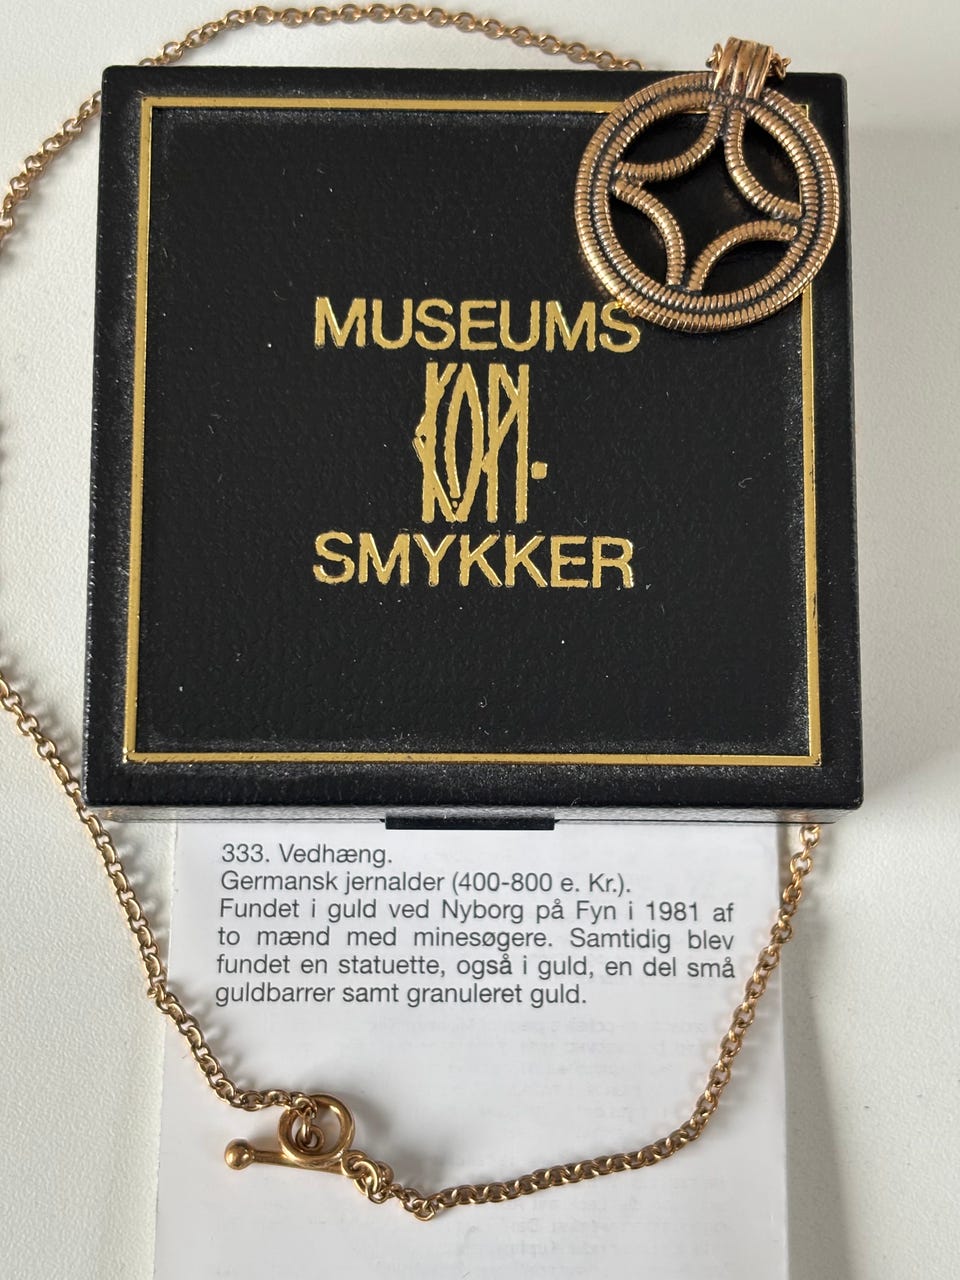 MUSEUMS
KOPI.
SMYKKER
333. Vedhæng.
Germansk jernalder (400-800 e. Kr.).
Fundet i guld ved Nyborg på Fyn i 1981 af
to mænd med minesøgere. Samtidig blev
fundet en statuette, også i guld, en del små
guldbarrer samt granuleret guld.